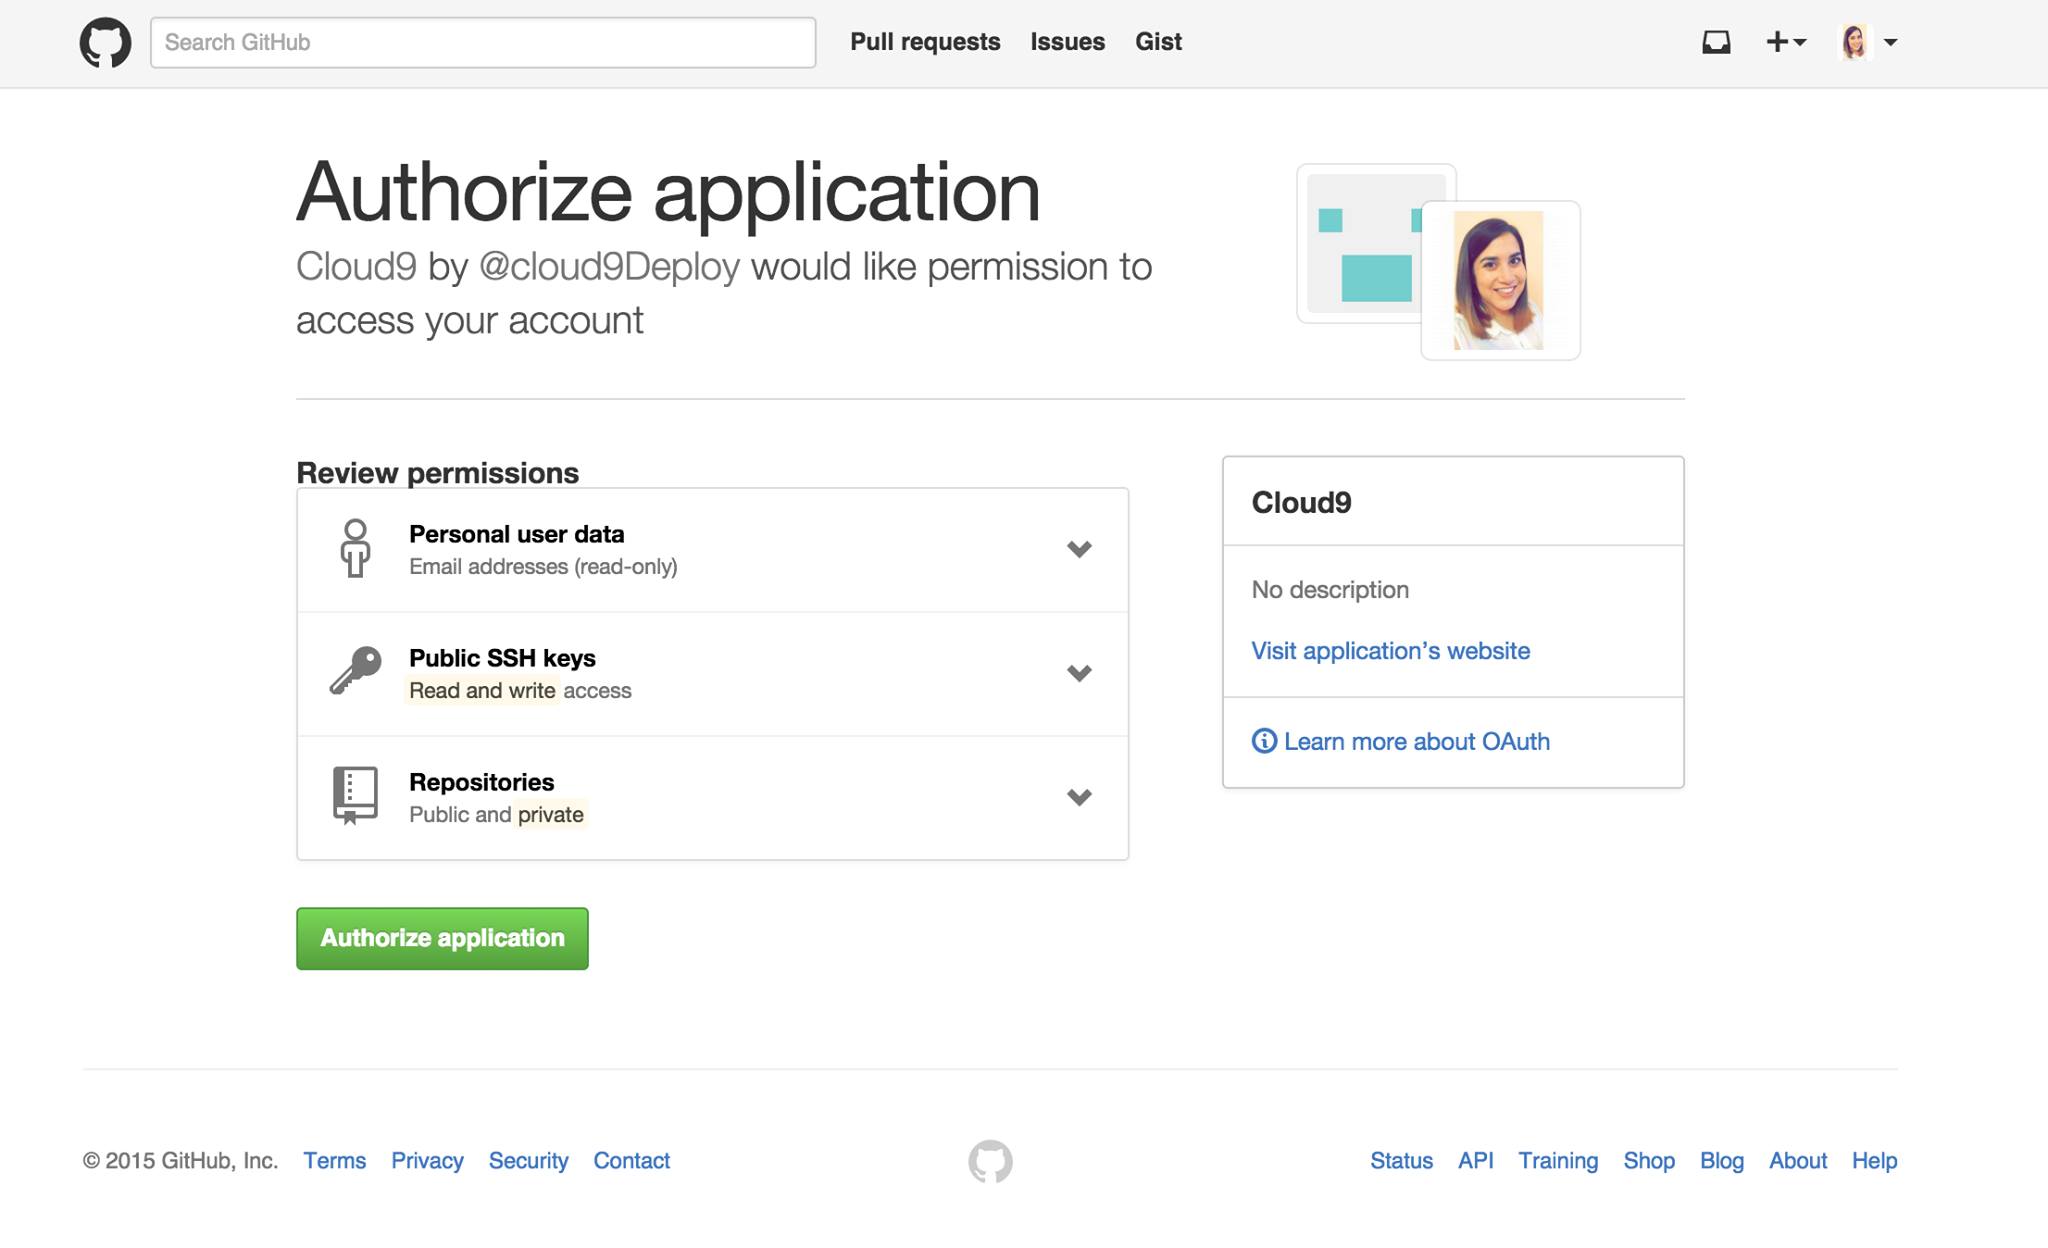 Search GitHub
Pull requests Issues Gist
Authorize application
Cloud9 by @cloud9Deploy would like permission to
access your account
Review permissions
Personal user data
Email addresses (read-only)
Public SSH keys
Read and write access
Repositories
Public and private
Authorize application
Cloud9
No description
Visit application’s website
Learn more about OAuth
© 2015 GitHub, Inc. Terms Privacy Security Contact
Status API Training Shop Blog About Help